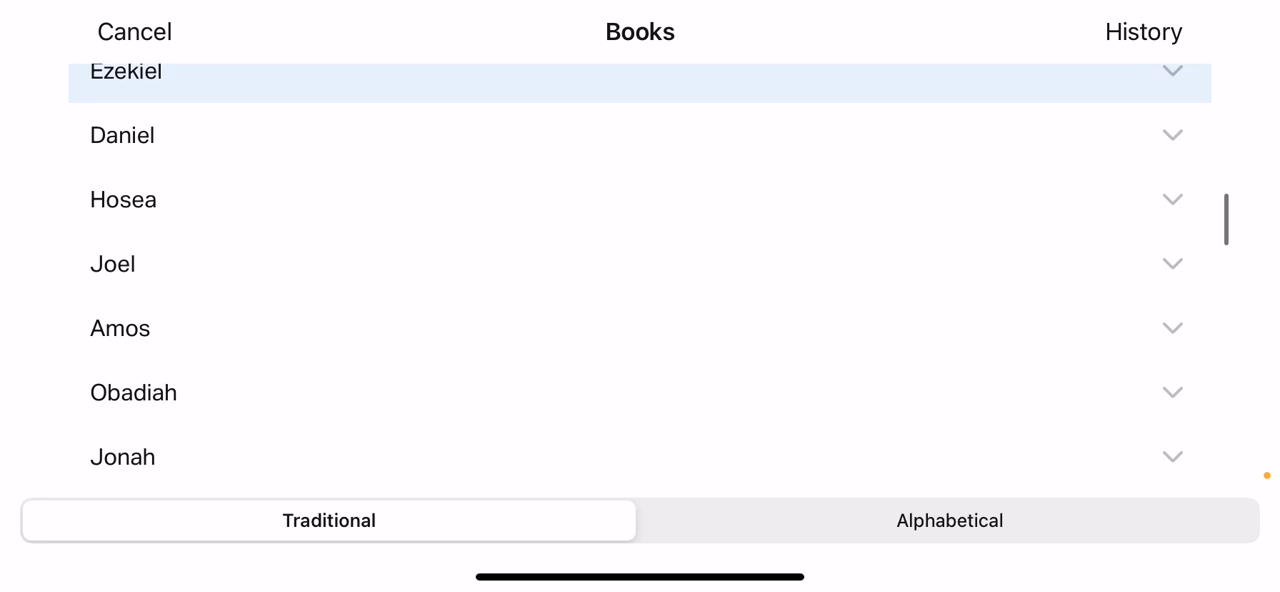 Cancel Books History
Ezekiel
Daniel
Hosea
Joel
Amos
Obadiah
Jonah
Traditional Alphabetical